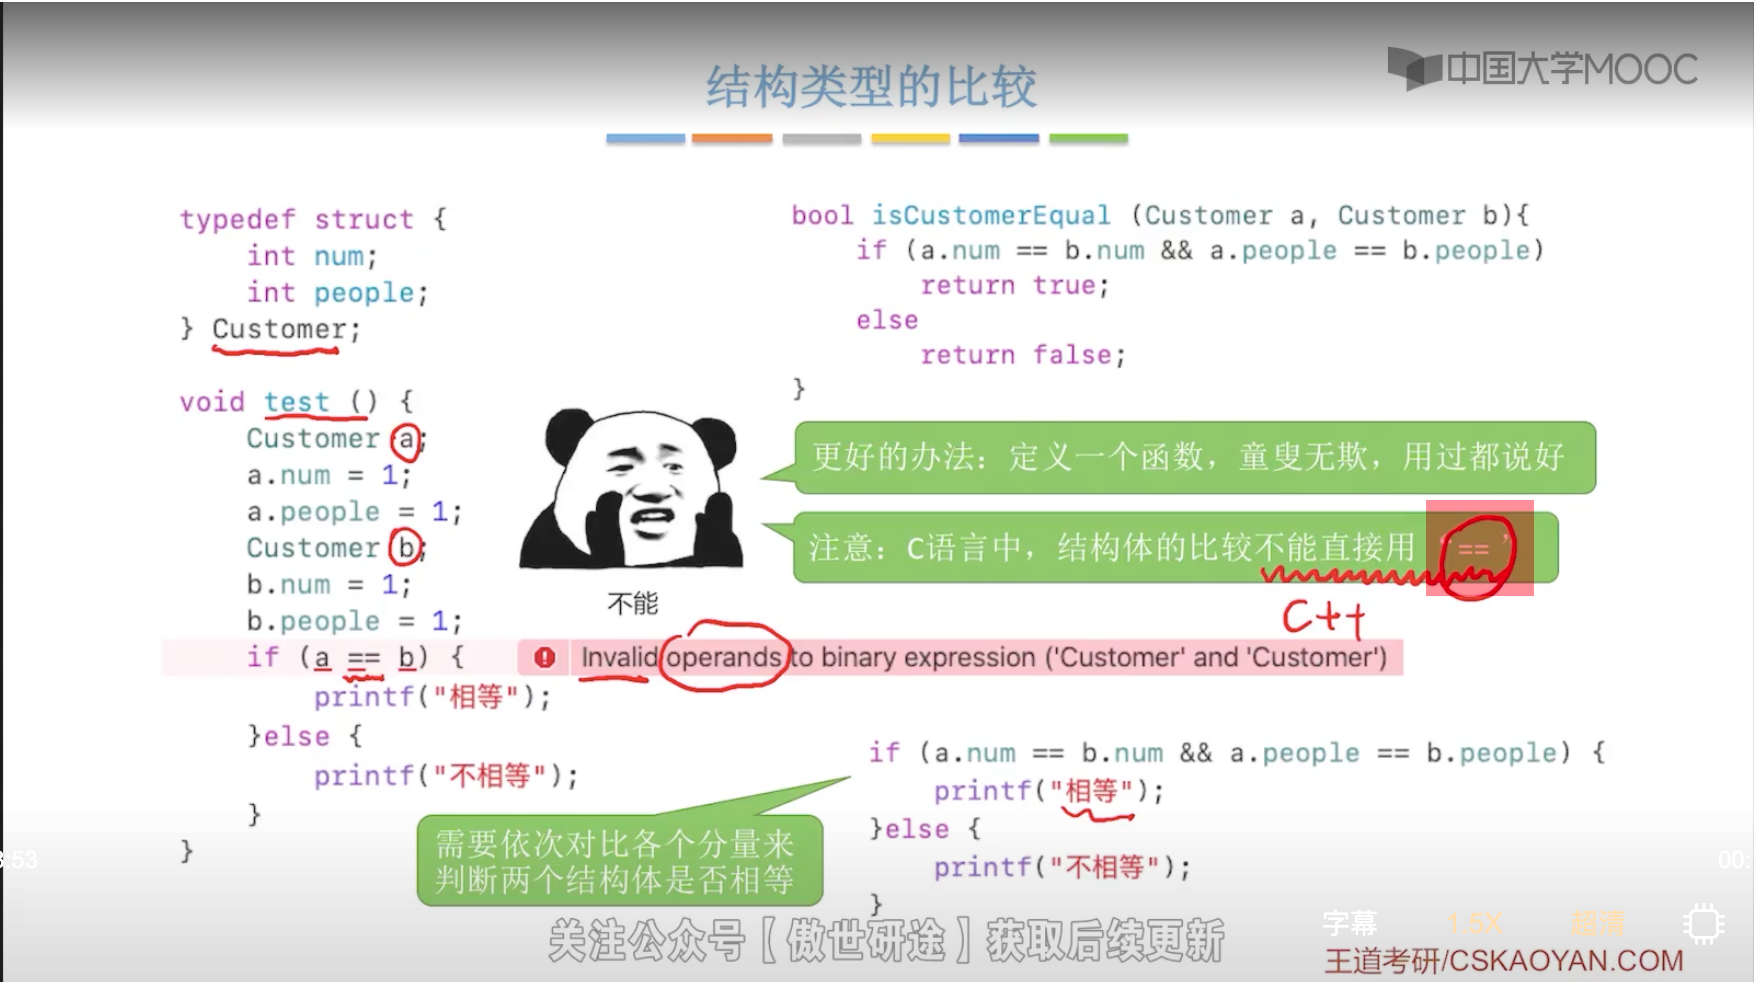 中国大学MOOC
结构类型的比较
typedef struct {
int num;
int people;
} Customer;
void test () {
Customer a;
a.num = 1;
a.people = 1;
Customer b;
b.num = 1;
b.people = 1;
if (a == b) {
Invalid operands to binary expression ('Customer' and 'Customer')
printf("相等");
}else {
printf("不相等");
}
}
不能
bool isCustomerEqual (Customer a, Customer b){
if (a.num == b.num && a.people == b.people)
return true;
else
return false;
}
更好的办法：定义一个函数，童叟无欺，用过都说好
注意：C语言中，结构体的比较不能直接用 “==”
C++
if (a.num == b.num && a.people == b.people) {
printf("相等");
}else {
printf("不相等");
}
需要依次对比各个分量来
判断两个结构体是否相等
:53
00:
字幕
1.5X
超清
关注公众号【傲世研途】获取后续更新
王道考研/CSKAOYAN.COM